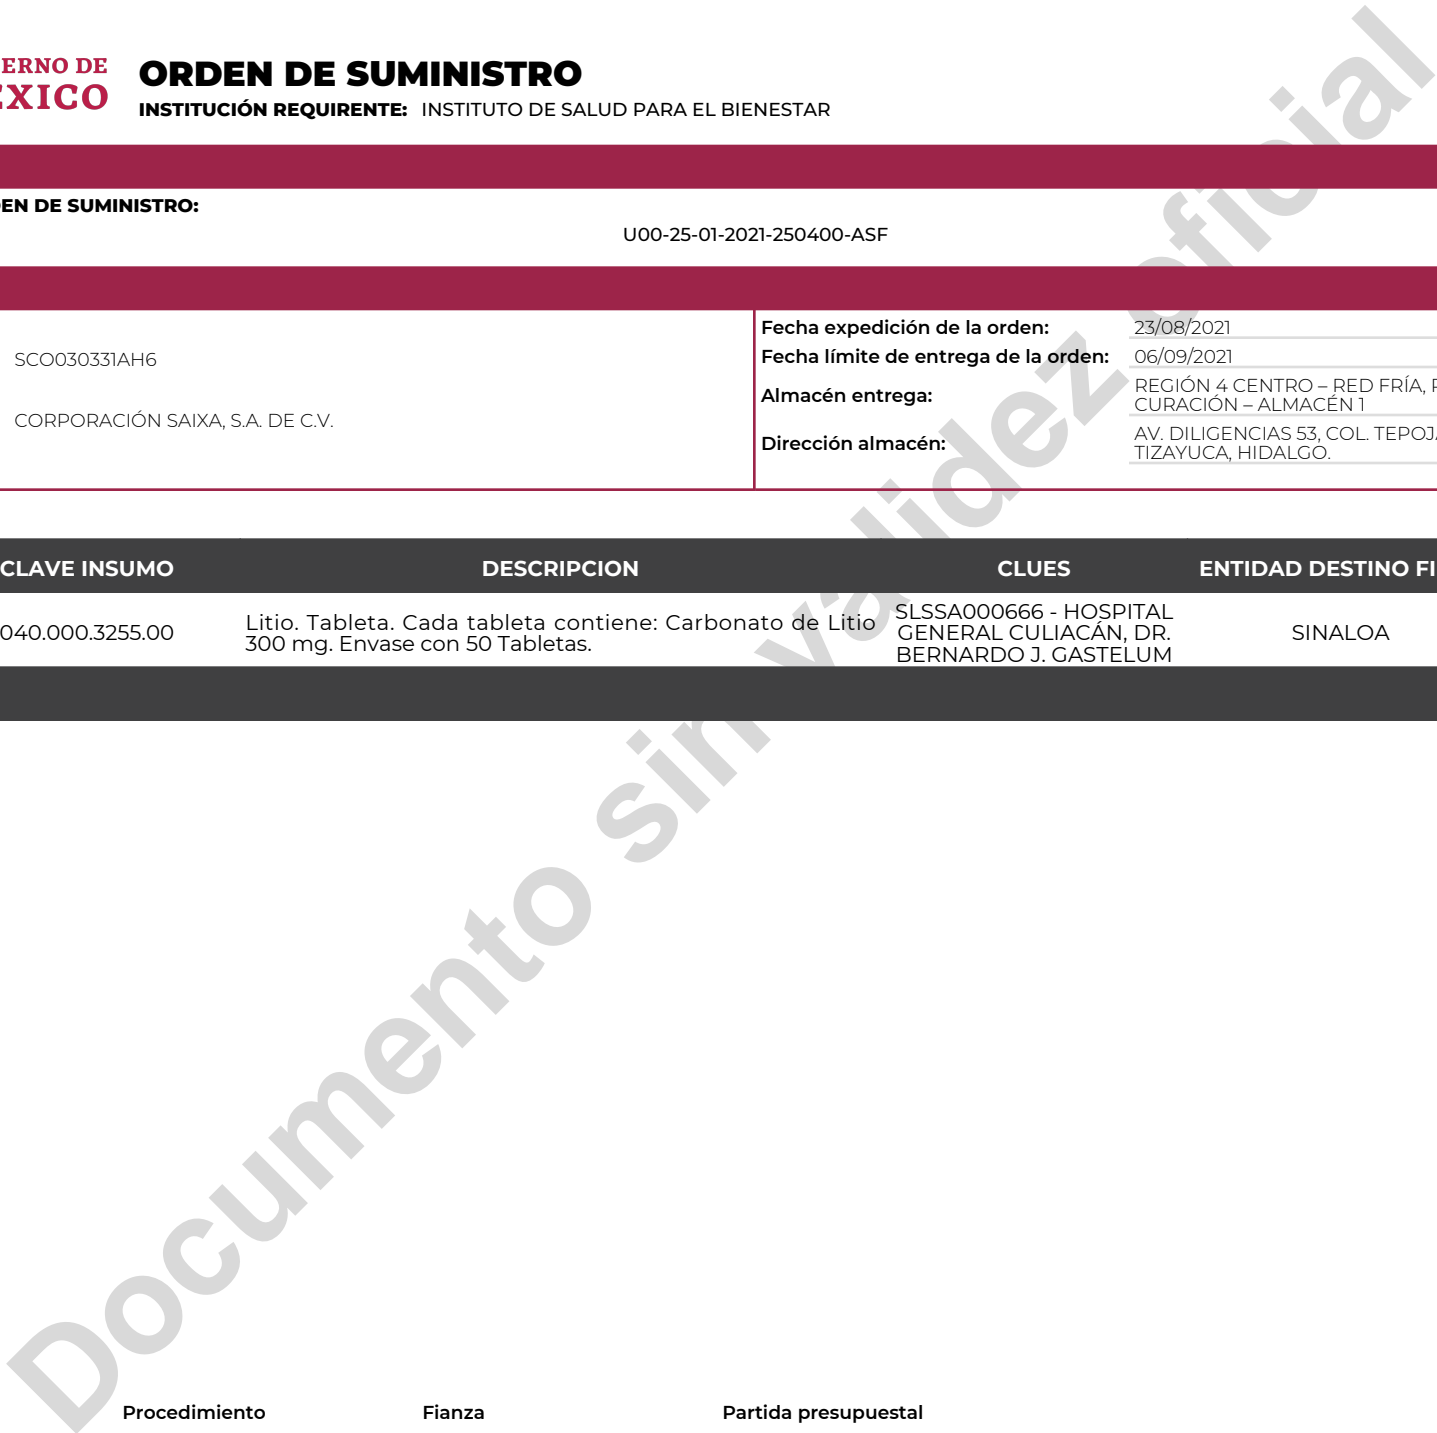 ERNO DE
ÉXICO
ORDEN DE SUMINISTRO
INSTITUCIÓN REQUIRENTE: INSTITUTO DE SALUD PARA EL BIENESTAR
EN DE SUMINISTRO:
U00-25-01-2021-250400-ASF
SCO030331AH6
CORPORACIÓN SAIXA, S.A. DE C.V.
Fecha expedición de la orden: 23/08/2021
Fecha límite de entrega de la orden: 06/09/2021
Almacén entrega: REGIÓN 4 CENTRO – RED FRÍA,
CURACIÓN – ALMACÉN 1
Dirección almacén: AV. DILIGENCIAS 53, COL. TEPOJA
TIZAYUCA, HIDALGO.
CLAVE INSUMO DESCRIPCION CLUES ENTIDAD DESTINO FI
040.000.3255.00
Litio. Tableta. Cada tableta contiene: Carbonato de Litio
300 mg. Envase con 50 Tabletas.
SLSSA000666 - HOSPITAL
GENERAL CULIACÁN, DR.
BERNARDO J. GASTELUM
SINALOA
Documento sin validez oficial
Procedimiento Fianza Partida presupuestal